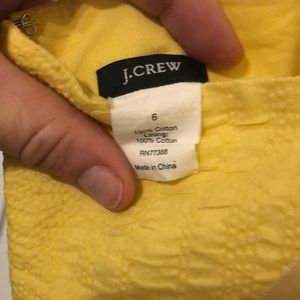 J.CREW
6
100% Cotton
Lining:
100% Cotton
RN77388
Made in China